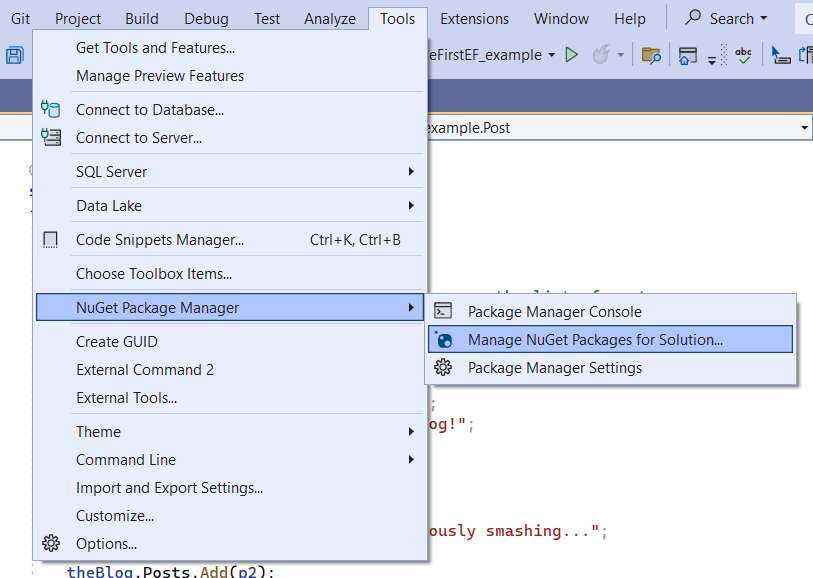 Git Project Build Debug Test Analyze Tools Extensions Window Help Search
Get Tools and Features...
eFirstEF_example
abc
Manage Preview Features
Connect to Database...
example.Post
Connect to Server...
SQL Server
Data Lake
Code Snippets Manager... Ctrl+K, Ctrl+B
Choose Toolbox Items...
NuGet Package Manager
Package Manager Console
Manage NuGet Packages for Solution...
Package Manager Settings
Create GUID
External Command 2
External Tools...
;
og!";
Theme
Command Line
Import and Export Settings...
Customize...
ously smashing...";
Options...
theBlog.Posts.Add(p2);